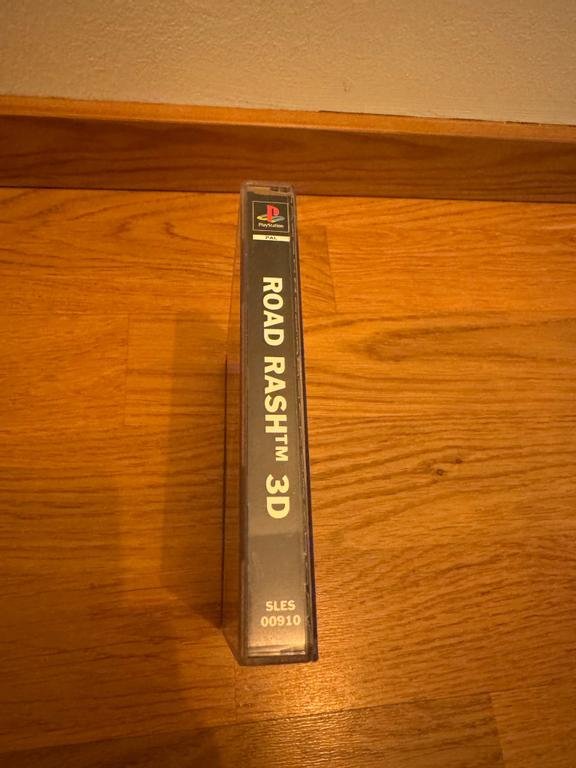 PlayStation
PAL
ROAD RASH™ 3D
SLES
00910